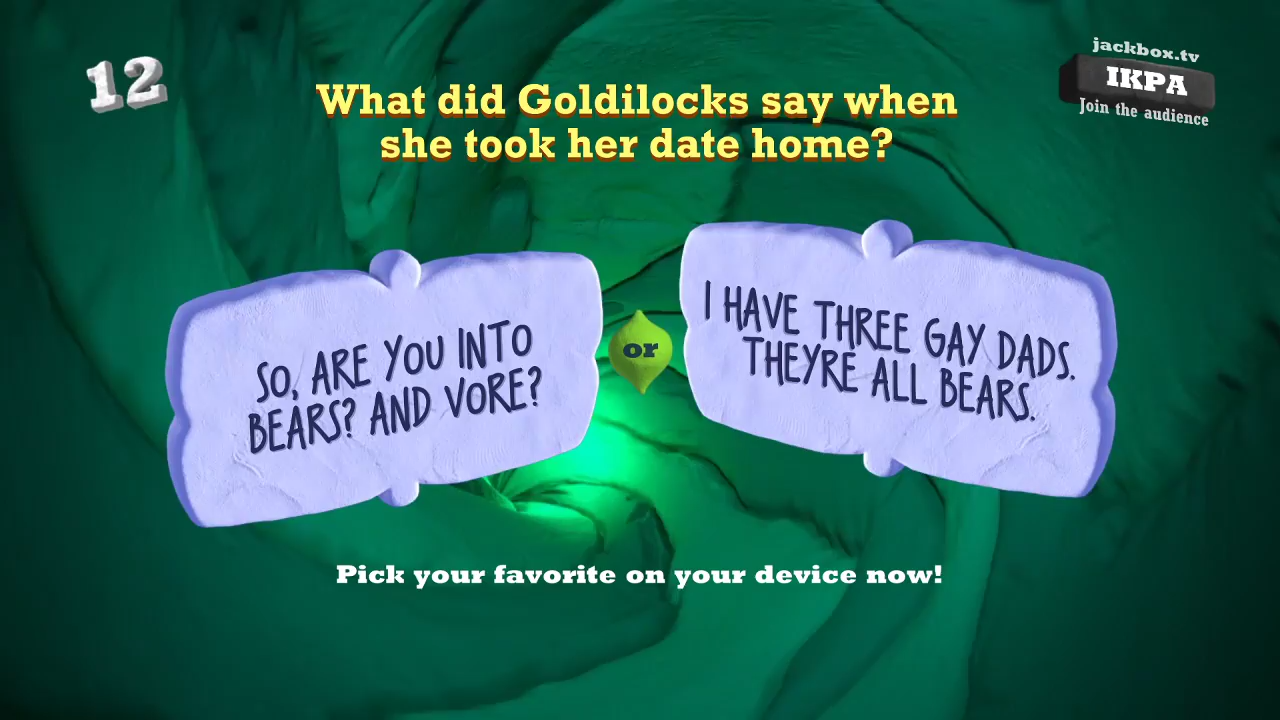 12
jackbox.tv
IKPA
Join the audience
What did Goldilocks say when
she took her date home?
SO, ARE YOU INTO
BEARS? AND VORE?
or
I HAVE THREE GAY DADS.
THEYRE ALL BEARS.
Pick your favorite on your device now!